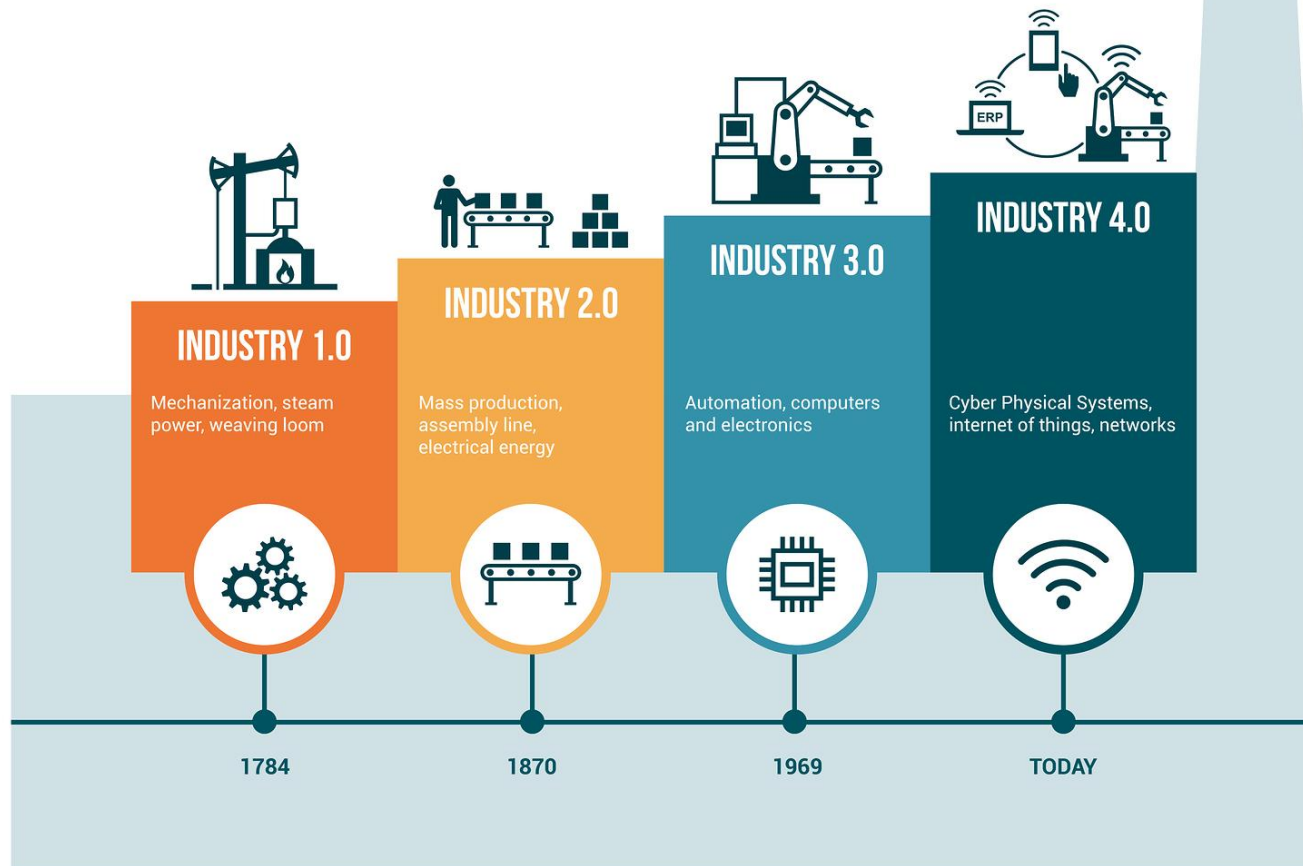 ERP
INDUSTRY 1.0
Mechanization, steam
power, weaving loom
INDUSTRY 2.0
Mass production,
assembly line,
electrical energy
INDUSTRY 3.0
Automation, computers
and electronics
INDUSTRY 4.0
Cyber Physical Systems,
internet of things, networks
1784
1870
1969
TODAY